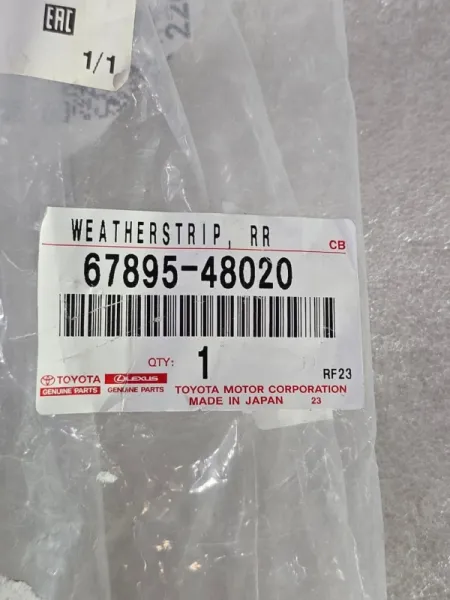 EAC
1/1
22
WEATHERSTRIP, RR
CB
67895-48020
QTY: 1
RF23
TOYOTA LEXUS
GENUINE PARTS GENUINE PARTS
TOYOTA MOTOR CORPORATION
MADE IN JAPAN 23